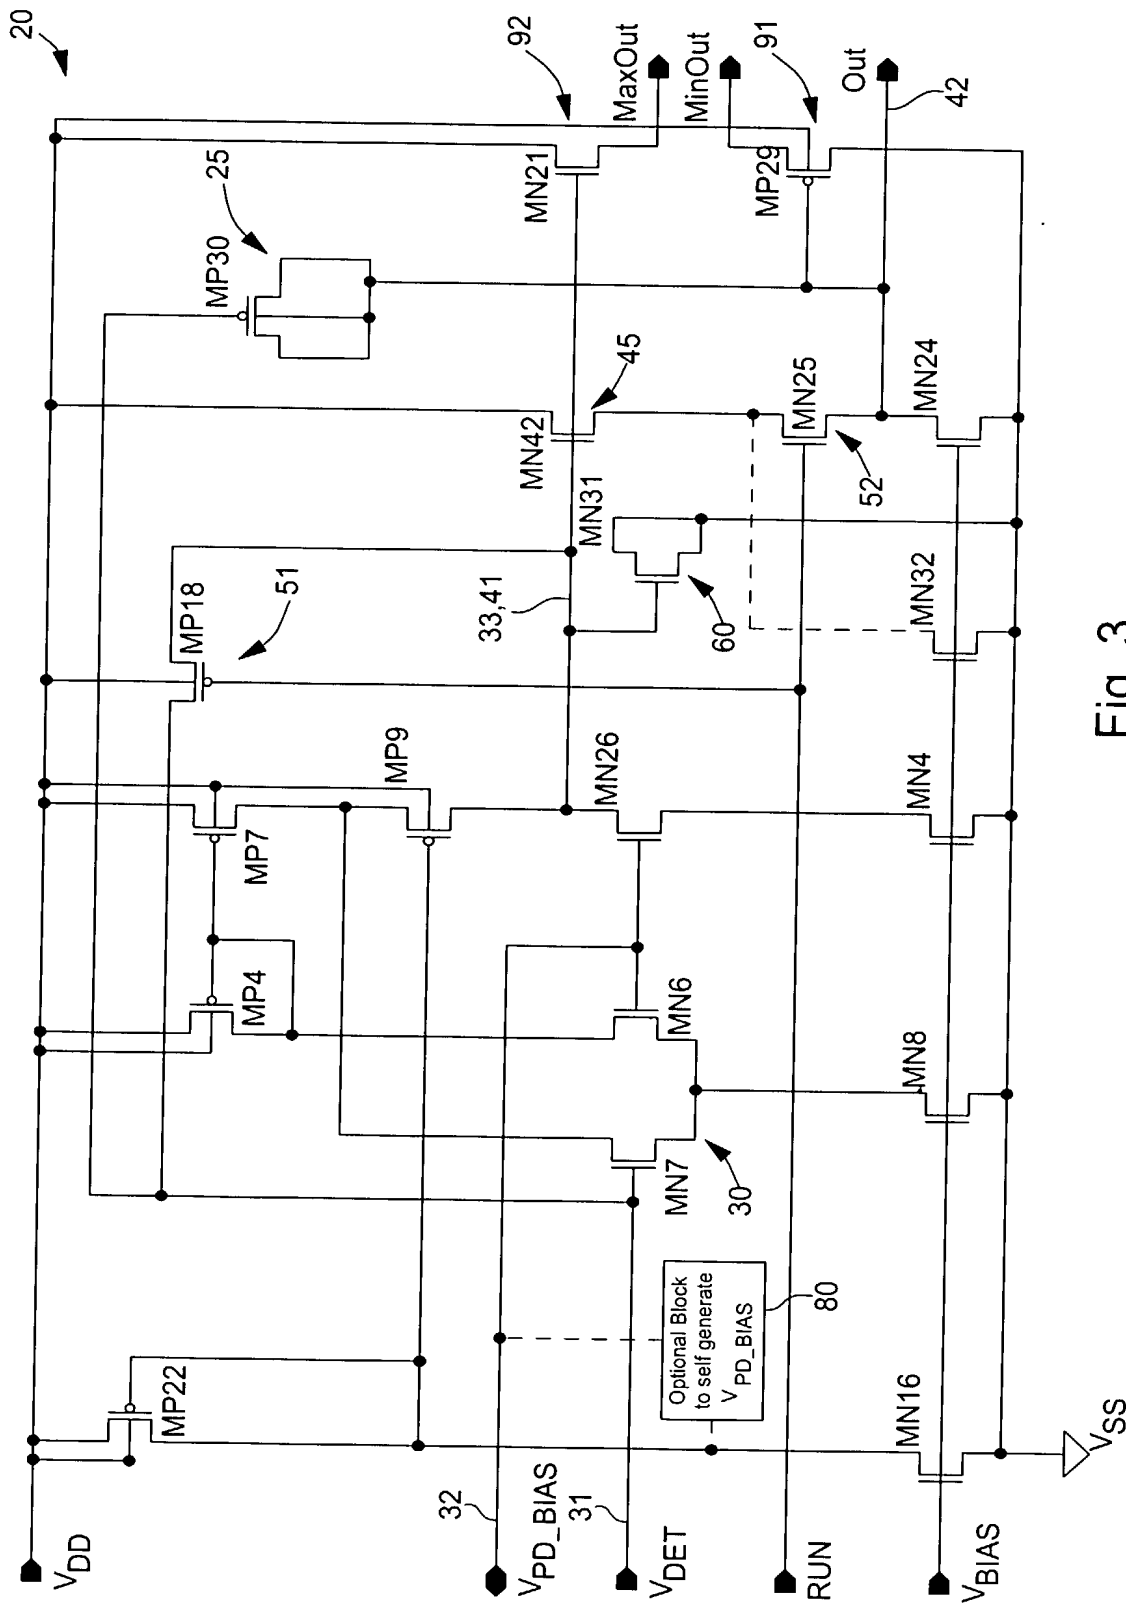 20
92
91
MaxOut
MinOut
Out
42
25
MP30
MN21
MP29
45
MN42
MN31
MN25
MN24
52
51
MP18
33,41
60
MN32
MP9
MP7
MN26
MN4
MP4
MN6
MN8
MN7
30
MP22
Optional Block
to self generate
VPD_BIAS
80
MN16
VSS
VDD
32
VPD_BIAS
31
VDET
RUN
VBIAS
Fig. 3